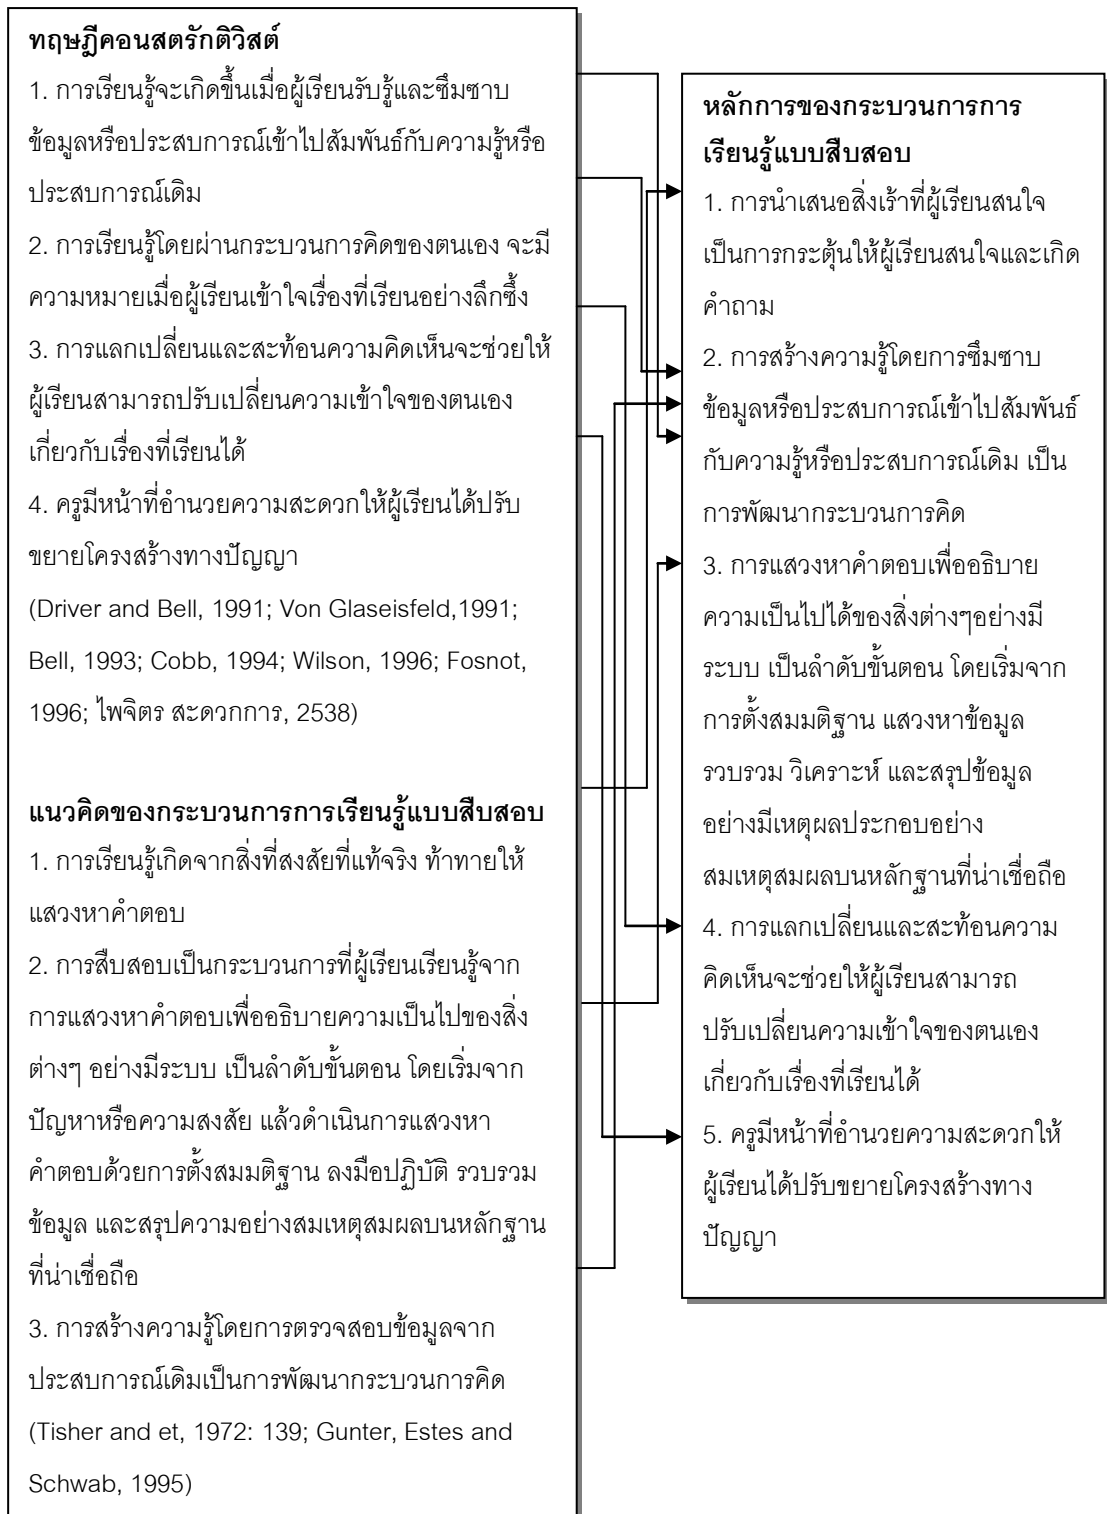 ทฤษฎีคอนสตรักติวิสต์
1. การเรียนรู้จะเกิดขึ้นเมื่อผู้เรียนรับรู้และซึมซาบ
ข้อมูลหรือประสบการณ์เข้าไปสัมพันธ์กับความรู้หรือ
ประสบการณ์เดิม
2. การเรียนรู้โดยผ่านกระบวนการคิดของตนเอง จะมี
ความหมายเมื่อผู้เรียนเข้าใจเรื่องที่เรียนอย่างลึกซึ้ง
3. การแลกเปลี่ยนและสะท้อนความคิดเห็นจะช่วยให้
ผู้เรียนสามารถปรับเปลี่ยนความเข้าใจของตนเอง
เกี่ยวกับเรื่องที่เรียนได้
4. ครูมีหน้าที่อำนวยความสะดวกให้ผู้เรียนได้ปรับ
ขยายโครงสร้างทางปัญญา
(Driver and Bell, 1991; Von Glaseisfeld,1991;
Bell, 1993; Cobb, 1994; Wilson, 1996; Fosnot,
1996; ไพจิตร สะดวกการ, 2538)
แนวคิดของกระบวนการการเรียนรู้แบบสืบสอบ
1. การเรียนรู้เกิดจากสิ่งที่สงสัยที่แท้จริง ท้าทายให้
แสวงหาคำตอบ
2. การสืบสอบเป็นกระบวนการที่ผู้เรียนเรียนรู้จาก
การแสวงหาคำตอบเพื่ออธิบายความเป็นไปของสิ่ง
ต่างๆ อย่างมีระบบ เป็นลำดับขั้นตอน โดยเริ่มจาก
ปัญหาหรือความสงสัย แล้วดำเนินการแสวงหา
คำตอบด้วยการตั้งสมมติฐาน ลงมือปฏิบัติ รวบรวม
ข้อมูล และสรุปความอย่างสมเหตุสมผลบนหลักฐาน
ที่น่าเชื่อถือ
3. การสร้างความรู้โดยการตรวจสอบข้อมูลจาก
ประสบการณ์เดิมเป็นการพัฒนากระบวนการคิด
(Tisher and et, 1972: 139; Gunter, Estes and
Schwab, 1995)
หลักการของกระบวนการการ
เรียนรู้แบบสืบสอบ
1. การนำเสนอสิ่งเร้าที่ผู้เรียนสนใจ
เป็นการกระตุ้นให้ผู้เรียนสนใจและเกิด
คำถาม
2. การสร้างความรู้โดยการซึมซาบ
ข้อมูลหรือประสบการณ์เข้าไปสัมพันธ์
กับความรู้หรือประสบการณ์เดิม เป็น
การพัฒนากระบวนการคิด
3. การแสวงหาคำตอบเพื่ออธิบาย
ความเป็นไปได้ของสิ่งต่างๆอย่างมี
ระบบ เป็นลำดับขั้นตอน โดยเริ่มจาก
การตั้งสมมติฐาน แสวงหาข้อมูล
รวบรวม วิเคราะห์ และสรุปข้อมูล
อย่างมีเหตุผลประกอบอย่าง
สมเหตุสมผลบนหลักฐานที่น่าเชื่อถือ
4. การแลกเปลี่ยนและสะท้อนความ
คิดเห็นจะช่วยให้ผู้เรียนสามารถ
ปรับเปลี่ยนความเข้าใจของตนเอง
เกี่ยวกับเรื่องที่เรียนได้
5. ครูมีหน้าที่อำนวยความสะดวกให้
ผู้เรียนได้ปรับขยายโครงสร้างทาง
ปัญญา